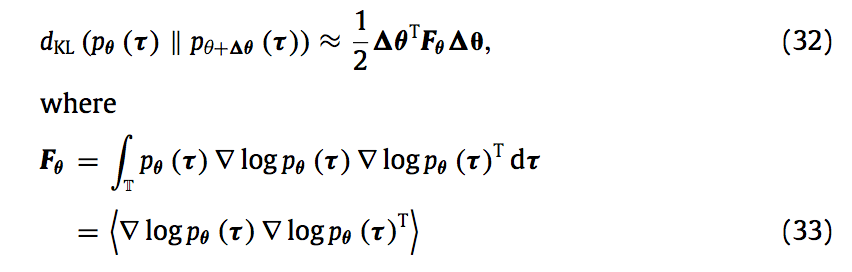 d_KL (p_θ (τ) ∥ p_{θ+Δθ} (τ)) ≈ 1/2 Δθ^T F_θ Δθ, (32)
where
F_θ = ∫_𝕋 p_θ (τ) ∇ log p_θ (τ) ∇ log p_θ (τ)^T dτ
= ⟨∇ log p_θ (τ) ∇ log p_θ (τ)^T⟩ (33)